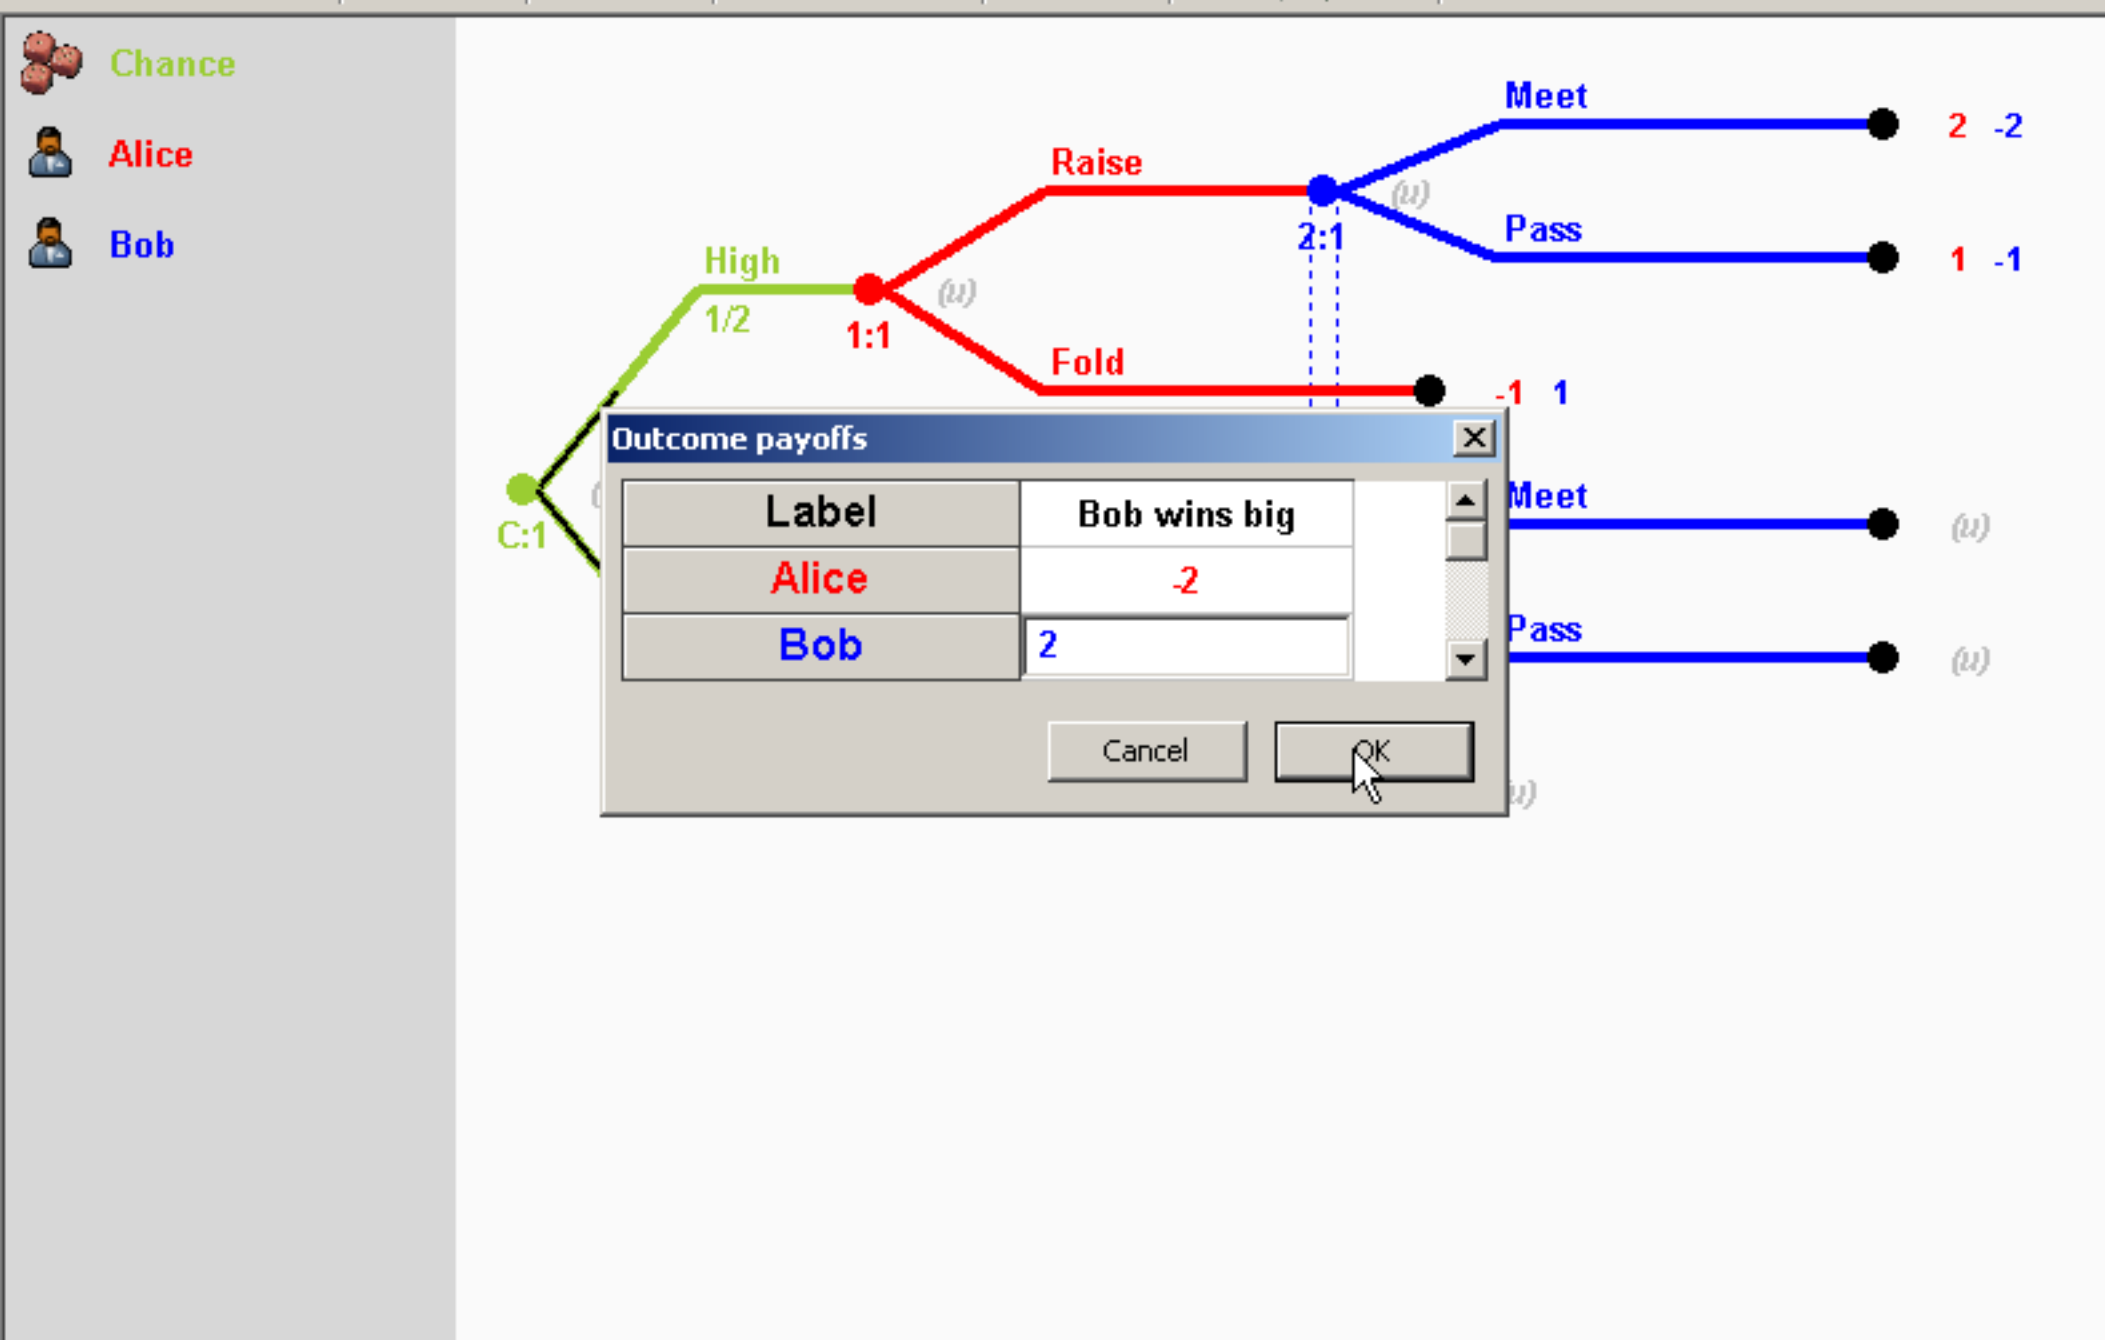 Chance
Alice
Bob
Meet
2 -2
Raise
(u)
Pass
2:1
1 -1
High
(u)
1/2
1:1
Fold
-1 1
Outcome payoffs
Label Bob wins big
Meet
C:1
(u)
Alice -2
Bob 2
Pass
(u)
Cancel OK
u)